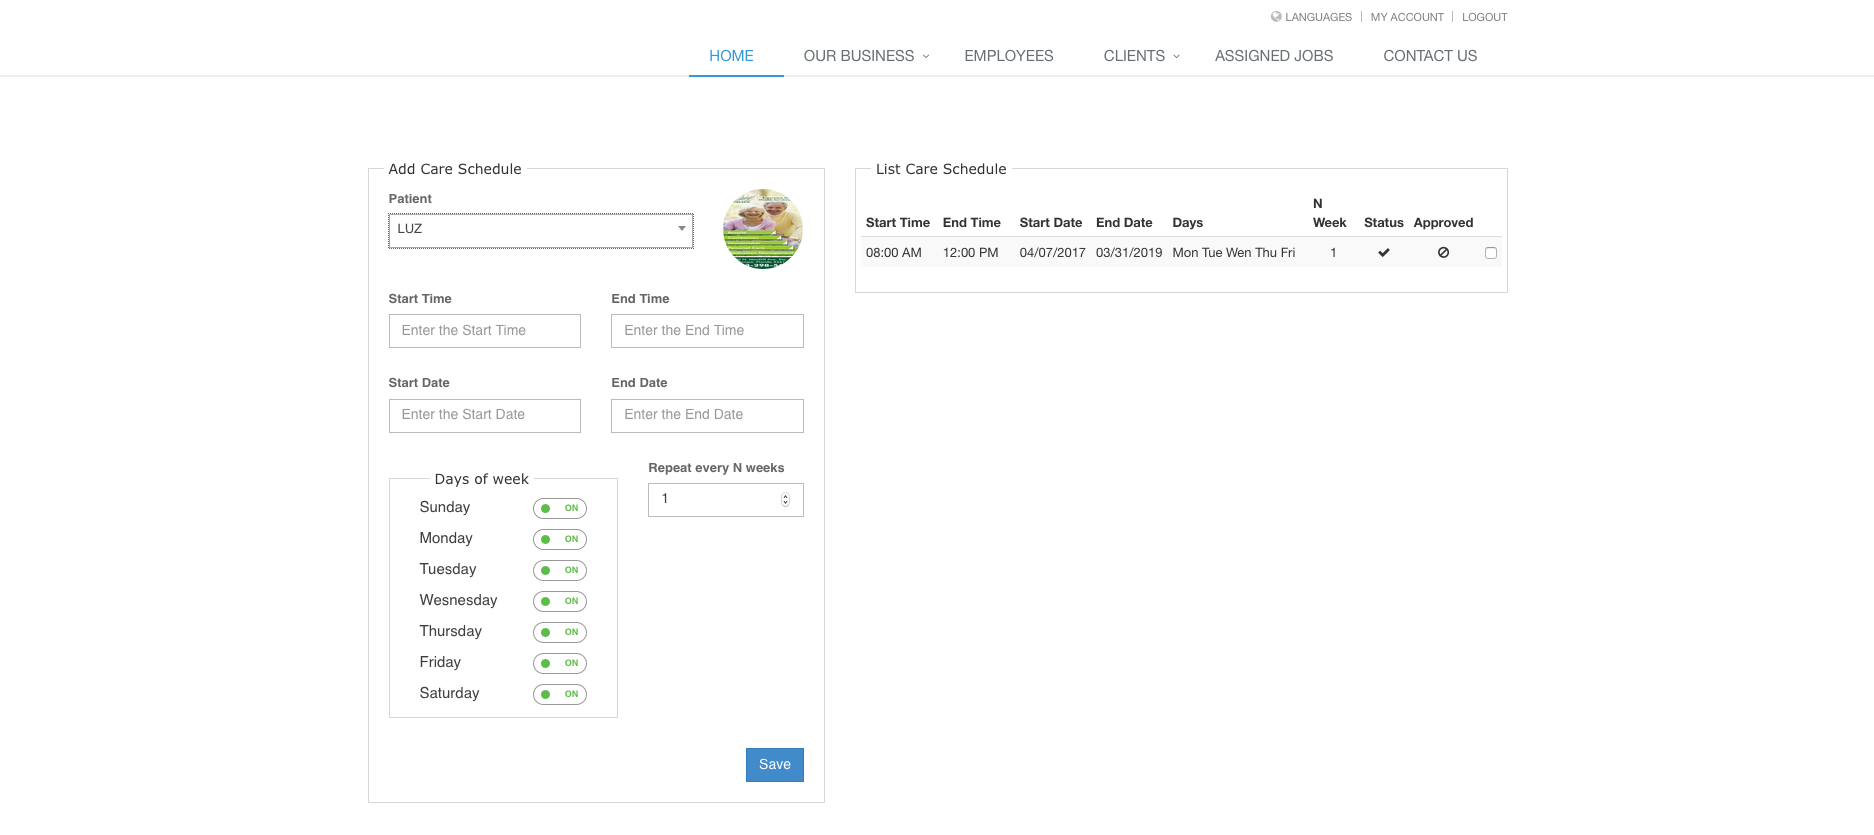 LANGUAGES | MY ACCOUNT | LOGOUT
HOME OUR BUSINESS EMPLOYEES CLIENTS ASSIGNED JOBS CONTACT US
Add Care Schedule
Patient
LUZ
Start Time End Time
Enter the Start Time Enter the End Time
Start Date End Date
Enter the Start Date Enter the End Date
Repeat every N weeks
1
Days of week
Sunday ON
Monday ON
Tuesday ON
Wesnesday ON
Thursday ON
Friday ON
Saturday ON
Save
List Care Schedule
Start Time End Time Start Date End Date Days N Week Status Approved
08:00 AM 12:00 PM 04/07/2017 03/31/2019 Mon Tue Wen Thu Fri 1